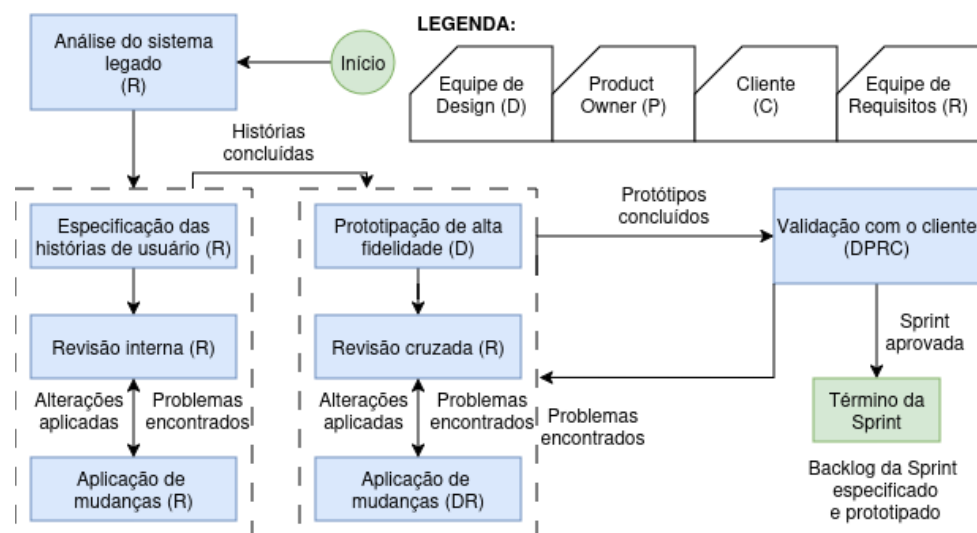 LEGENDA:
Análise do sistema
legado
(R)
Início
Equipe de
Design (D)
Product
Owner (P)
Cliente
(C)
Equipe de
Requisitos (R)
Histórias
concluídas
Especificação das
histórias de usuário (R)
Prototipação de alta
fidelidade (D)
Protótipos
concluídos
Validação com o cliente
(DPRC)
Revisão interna (R)
Revisão cruzada (R)
Sprint
aprovada
Alterações
aplicadas
Problemas
encontrados
Alterações
aplicadas
Problemas
encontrados
Problemas
encontrados
Término da
Sprint
Aplicação de
mudanças (R)
Aplicação de
mudanças (DR)
Backlog da Sprint
especificado
e prototipado